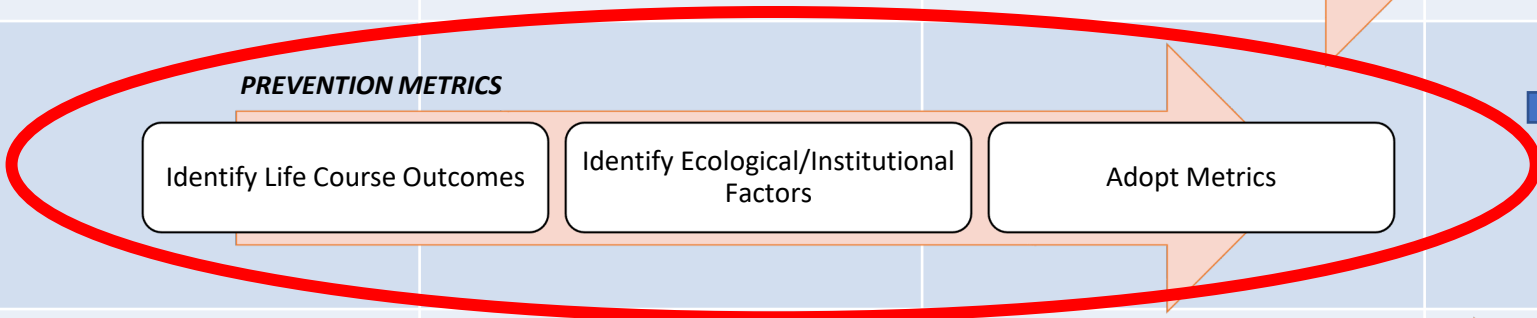 PREVENTION METRICS
Identify Life Course Outcomes
Identify Ecological/Institutional
Factors
Adopt Metrics